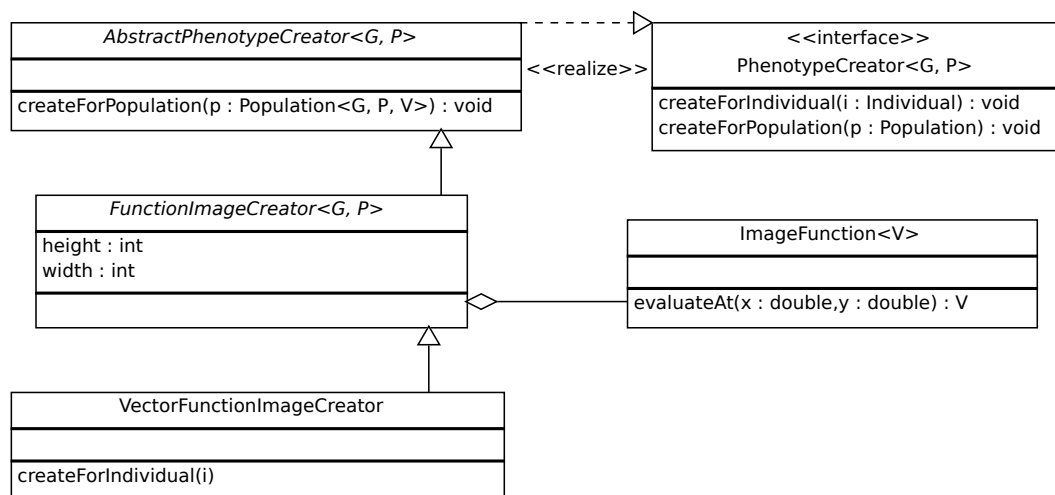 AbstractPhenotypeCreator<G, P>
createForPopulation(p : Population<G, P, V>) : void
<<realize>>
<<interface>>
PhenotypeCreator<G, P>
createForIndividual(i : Individual) : void
createForPopulation(p : Population) : void
FunctionImageCreator<G, P>
height : int
width : int
ImageFunction<V>
evaluateAt(x : double,y : double) : V
VectorFunctionImageCreator
createForIndividual(i)